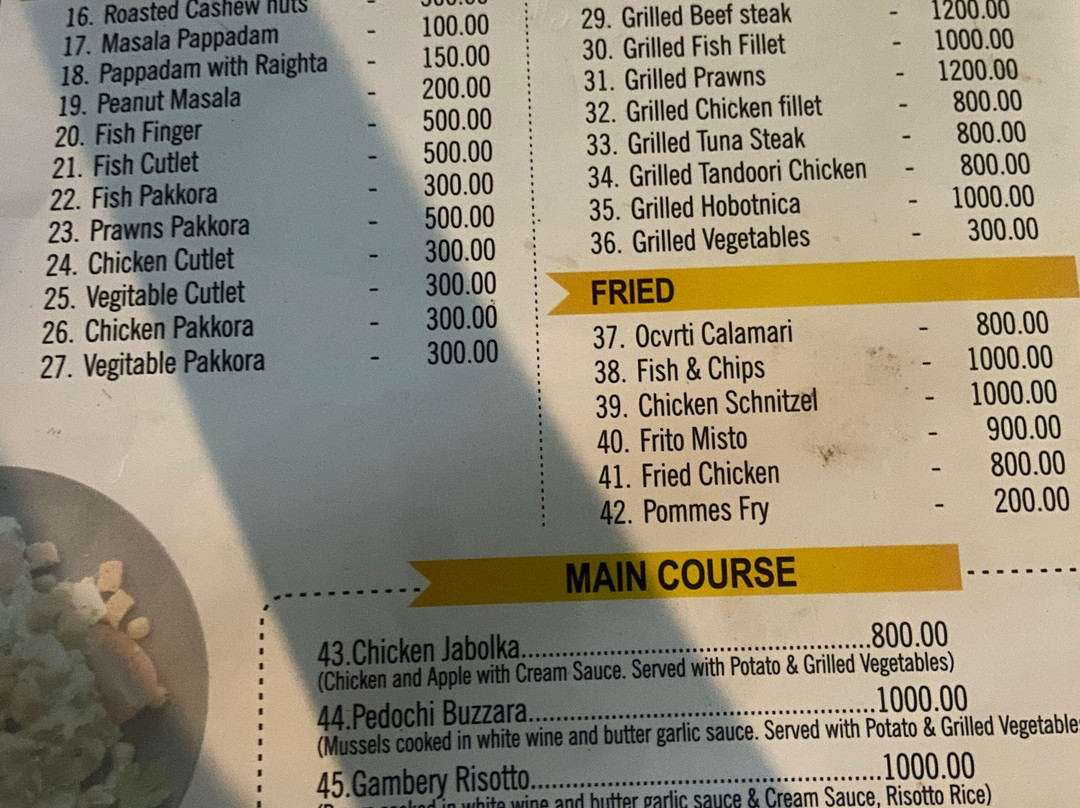 16. Roasted Cashew nuts -
17. Masala Pappadam - 100.00
18. Pappadam with Raighta - 150.00
19. Peanut Masala - 200.00
20. Fish Finger - 500.00
21. Fish Cutlet - 500.00
22. Fish Pakkora - 300.00
23. Prawns Pakkora - 500.00
24. Chicken Cutlet - 300.00
25. Vegitable Cutlet - 300.00
26. Chicken Pakkora - 300.00
27. Vegitable Pakkora - 300.00
29. Grilled Beef steak - 1200.00
30. Grilled Fish Fillet - 1000.00
31. Grilled Prawns - 1200.00
32. Grilled Chicken fillet - 800.00
33. Grilled Tuna Steak - 800.00
34. Grilled Tandoori Chicken - 800.00
35. Grilled Hobotnica - 1000.00
36. Grilled Vegetables - 300.00
FRIED
37. Ocvrti Calamari - 800.00
38. Fish & Chips - 1000.00
39. Chicken Schnitzel - 1000.00
40. Frito Misto - 900.00
41. Fried Chicken - 800.00
42. Pommes Fry - 200.00
MAIN COURSE
43.Chicken Jabolka..................................................800.00
(Chicken and Apple with Cream Sauce. Served with Potato & Grilled Vegetables)
44.Pedochi Buzzara..................................................1000.00
(Mussels cooked in white wine and butter garlic sauce. Served with Potato & Grilled Vegetable
45.Gambery Risotto..................................................1000.00
cooked in white wine and butter garlic sauce & Cream Sauce, Risotto Rice)